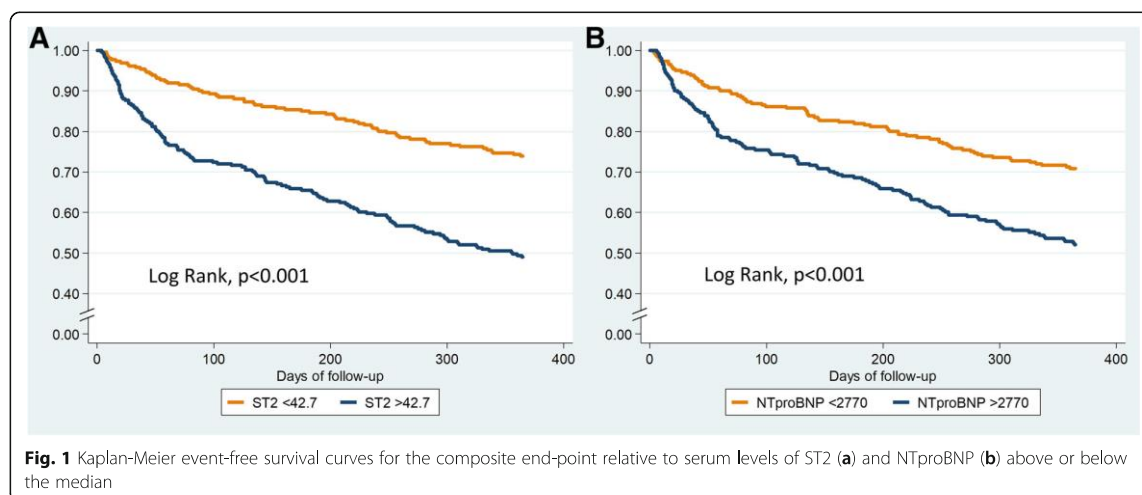 A
1.00
0.90
0.80
0.70
0.60
0.50
0.40
0.00
Log Rank, p<0.001
0 100 200 300 400
Days of follow-up
ST2 <42.7 ST2 >42.7
B
1.00
0.90
0.80
0.70
0.60
0.50
0.40
0.00
Log Rank, p<0.001
0 100 200 300 400
Days of follow-up
NTproBNP <2770 NTproBNP >2770
Fig. 1 Kaplan-Meier event-free survival curves for the composite end-point relative to serum levels of ST2 (a) and NTproBNP (b) above or below
the median